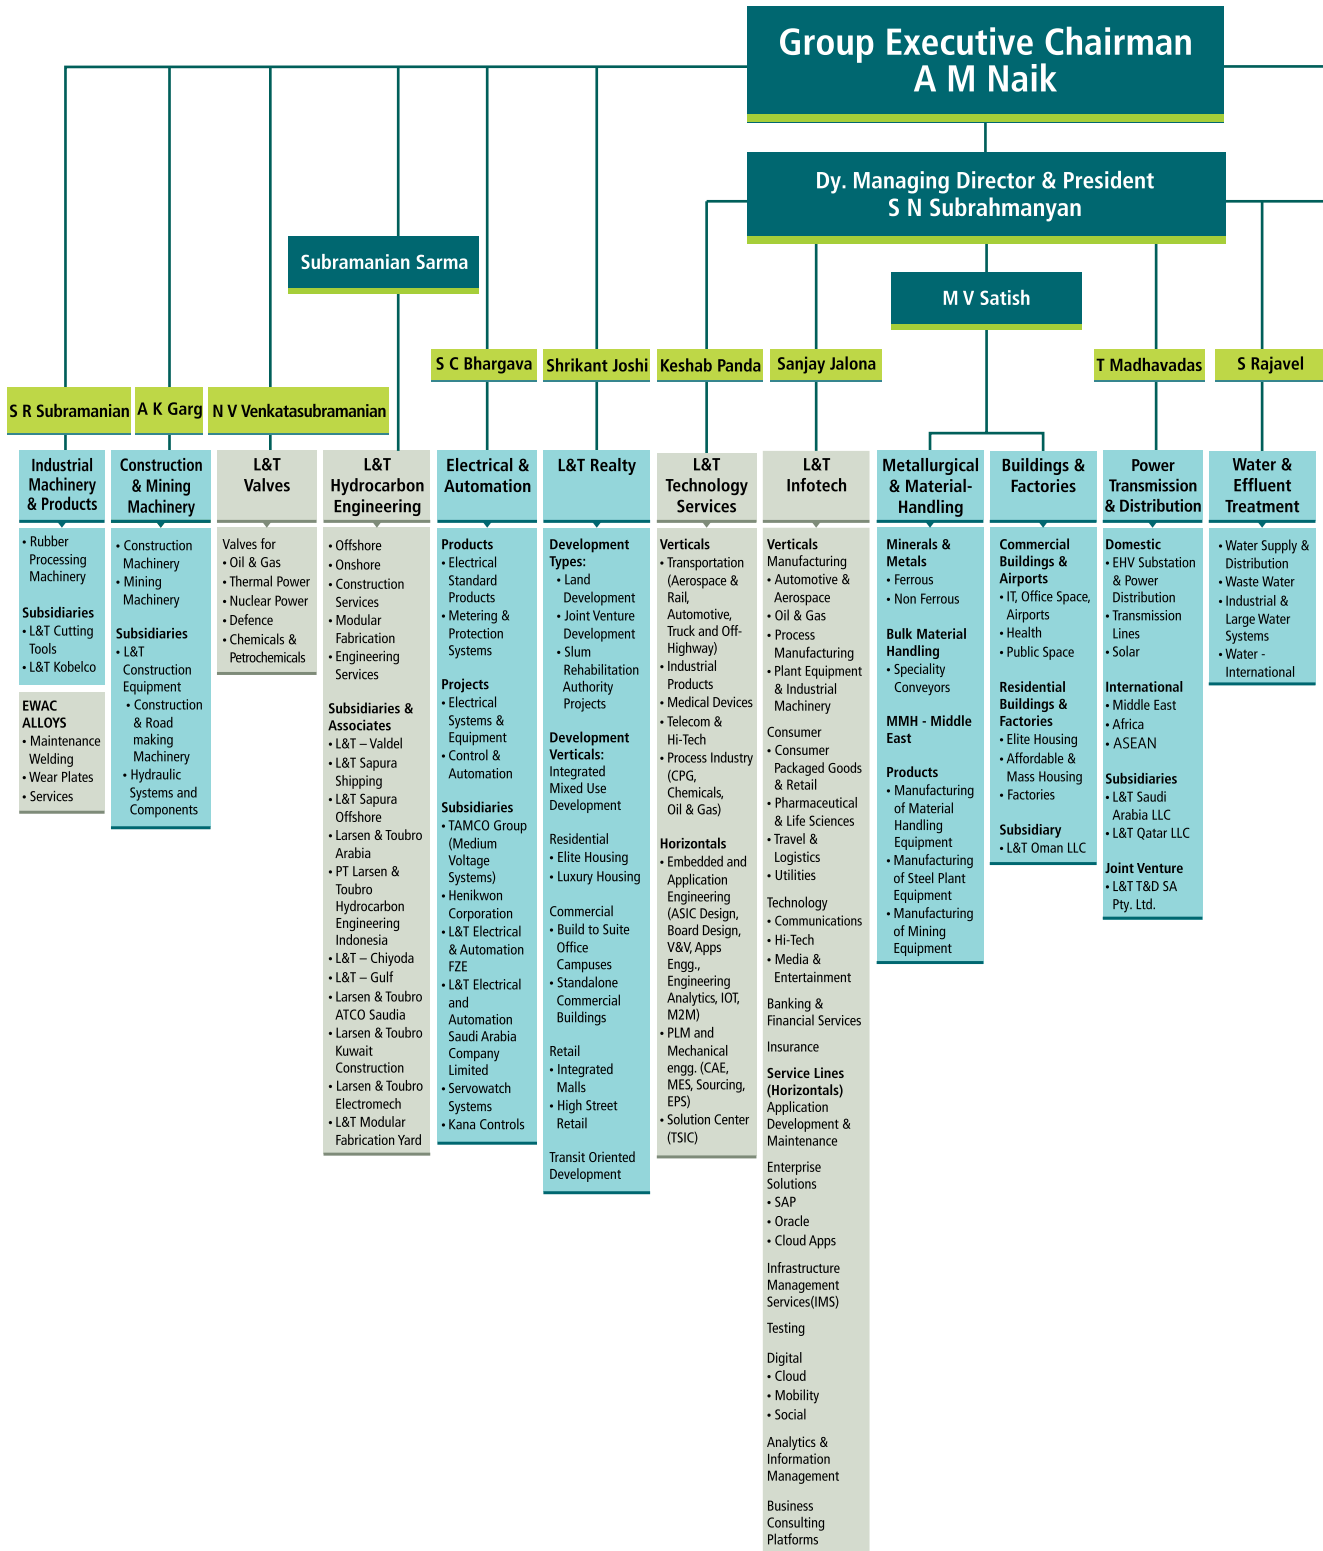 Group Executive Chairman
A M Naik
Dy. Managing Director & President
S N Subrahmanyan
Subramanian Sarma
M V Satish
S C Bhargava
Shrikant Joshi
Keshab Panda
Sanjay Jalona
T Madhavadas
S Rajavel
S R Subramanian
A K Garg
N V Venkatasubramanian
Industrial
Machinery
& Products
• Rubber
Processing
Machinery
Subsidiaries
• L&T Cutting
Tools
• L&T Kobelco
EWAC
ALLOYS
• Maintenance
Welding
• Wear Plates
• Services
Construction
& Mining
Machinery
• Construction
Machinery
• Mining
Machinery
Subsidiaries
• L&T
Construction
Equipment
• Construction
& Road
making
Machinery
• Hydraulic
Systems and
Components
L&T
Valves
Valves for
• Oil & Gas
• Thermal Power
• Nuclear Power
• Defence
• Chemicals &
Petrochemicals
L&T
Hydrocarbon
Engineering
• Offshore
• Onshore
• Construction
Services
• Modular
Fabrication
• Engineering
Services
Subsidiaries &
Associates
• L&T – Valdel
• L&T Sapura
Shipping
• L&T Sapura
Offshore
• Larsen & Toubro
Arabia
• PT Larsen &
Toubro
Hydrocarbon
Engineering
Indonesia
• L&T – Chiyoda
• L&T – Gulf
• Larsen & Toubro
ATCO Saudia
• Larsen & Toubro
Kuwait
Construction
• Larsen & Toubro
Electromech
• L&T Modular
Fabrication Yard
Electrical &
Automation
Products
• Electrical
Standard
Products
• Metering &
Protection
Systems
Projects
• Electrical
Systems &
Equipment
• Control &
Automation
Subsidiaries
• TAMCO Group
(Medium
Voltage
Systems)
• Henikwon
Corporation
• L&T Electrical
& Automation
FZE
• L&T Electrical
and
Automation
Saudi Arabia
Company
Limited
• Servowatch
Systems
• Kana Controls
L&T Realty
Development
Types:
• Land
Development
• Joint Venture
Development
• Slum
Rehabilitation
Authority
Projects
Development
Verticals:
Integrated
Mixed Use
Development
Residential
• Elite Housing
• Luxury Housing
Commercial
• Build to Suite
Office
Campuses
• Standalone
Commercial
Buildings
Retail
• Integrated
Malls
• High Street
Retail
Transit Oriented
Development
L&T
Technology
Services
Verticals
• Transportation
(Aerospace &
Rail,
Automotive,
Truck and Off-
Highway)
• Industrial
Products
• Medical Devices
• Telecom &
Hi-Tech
• Process Industry
(CPG,
Chemicals,
Oil & Gas)
Horizontals
• Embedded and
Application
Engineering
(ASIC Design,
Board Design,
V&V, Apps
Engg.,
Engineering
Analytics, IOT,
M2M)
• PLM and
Mechanical
engg. (CAE,
MES, Sourcing,
EPS)
• Solution Center
(TSIC)
L&T
Infotech
Verticals
Manufacturing
• Automotive &
Aerospace
• Oil & Gas
• Process
Manufacturing
• Plant Equipment
& Industrial
Machinery
Consumer
• Consumer
Packaged Goods
& Retail
• Pharmaceutical
& Life Sciences
• Travel &
Logistics
• Utilities
Technology
• Communications
• Hi-Tech
• Media &
Entertainment
Banking &
Financial Services
Insurance
Service Lines
(Horizontals)
Application
Development &
Maintenance
Enterprise
Solutions
• SAP
• Oracle
• Cloud Apps
Infrastructure
Management
Services(IMS)
Testing
Digital
• Cloud
• Mobility
• Social
Analytics &
Information
Management
Business
Consulting
Platforms
Metallurgical
& Material-
Handling
Minerals &
Metals
• Ferrous
• Non Ferrous
Bulk Material
Handling
• Speciality
Conveyors
MMH - Middle
East
Products
• Manufacturing
of Material
Handling
Equipment
• Manufacturing
of Steel Plant
Equipment
• Manufacturing
of Mining
Equipment
Buildings &
Factories
Commercial
Buildings &
Airports
• IT, Office Space,
Airports
• Health
• Public Space
Residential
Buildings &
Factories
• Elite Housing
• Affordable &
Mass Housing
• Factories
Subsidiary
• L&T Oman LLC
Power
Transmission
& Distribution
Domestic
• EHV Substation
& Power
Distribution
• Transmission
Lines
• Solar
International
• Middle East
• Africa
• ASEAN
Subsidiaries
• L&T Saudi
Arabia LLC
• L&T Qatar LLC
Joint Venture
• L&T T&D SA
Pty. Ltd.
Water &
Effluent
Treatment
• Water Supply &
Distribution
• Waste Water
• Industrial &
Large Water
Systems
• Water -
International